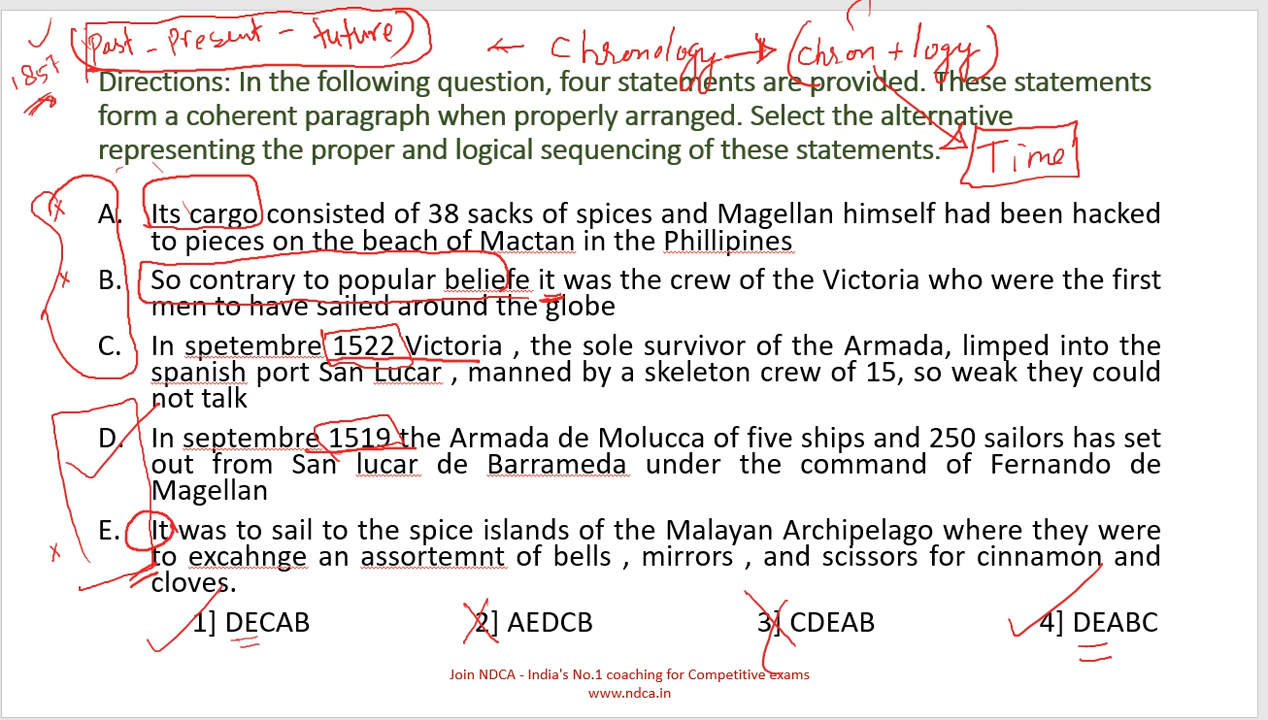 (Past - Present - future)
← Chronology → (chron + logy)
1857
Directions: In the following question, four statements are provided. These statements
form a coherent paragraph when properly arranged. Select the alternative
representing the proper and logical sequencing of these statements.
Time
A. Its cargo consisted of 38 sacks of spices and Magellan himself had been hacked
to pieces on the beach of Mactan in the Phillipines
B. So contrary to popular beliefe it was the crew of the Victoria who were the first
men to have sailed around the globe
C. In spetembre 1522 Victoria , the sole survivor of the Armada, limped into the
spanish port San Lucar , manned by a skeleton crew of 15, so weak they could
not talk
D. In septembre 1519 the Armada de Molucca of five ships and 250 sailors has set
out from San lucar de Barrameda under the command of Fernando de
Magellan
E. It was to sail to the spice islands of the Malayan Archipelago where they were
to excahnge an assortemnt of bells , mirrors , and scissors for cinnamon and
cloves.
1] DECAB 2] AEDCB 3] CDEAB 4] DEABC
Join NDCA - India's No.1 coaching for Competitive exams
www.ndca.in